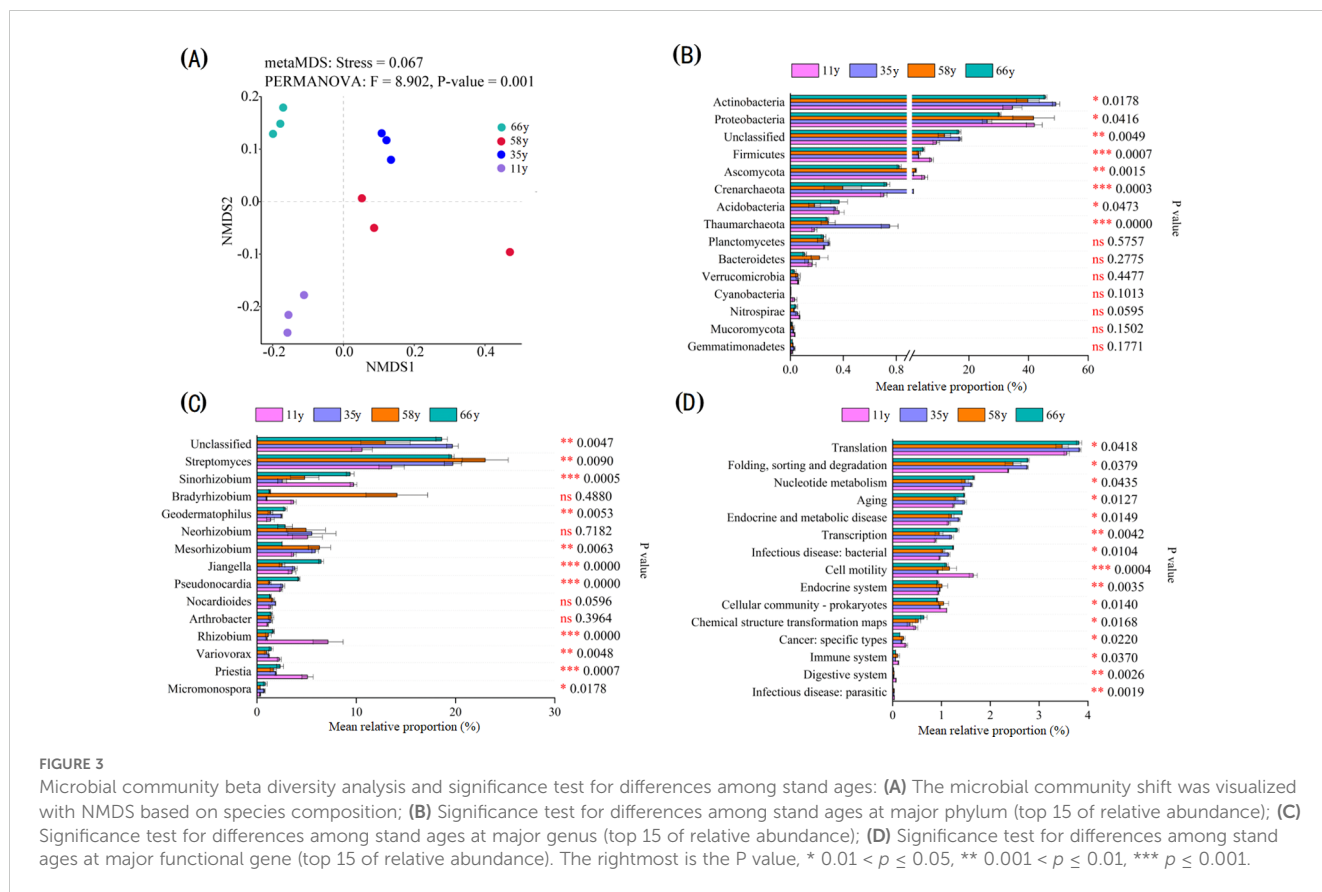 (A)
metaMDS: Stress = 0.067
PERMANOVA: F = 8.902, P-value = 0.001
0.2
0.1
0.0
-0.1
-0.2
NMDS2
66y
58y
35y
11y
-0.2 0.0 0.2 0.4
NMDS1
(B)
11y 35y 58y 66y
Actinobacteria * 0.0178
Proteobacteria * 0.0416
Unclassified ** 0.0049
Firmicutes *** 0.0007
Ascomycota ** 0.0015
Crenarchaeota *** 0.0003
Acidobacteria * 0.0473
Thaumarchaeota *** 0.0000
Planctomycetes ns 0.5757
Bacteroidetes ns 0.2775
Verrucomicrobia ns 0.4477
Cyanobacteria ns 0.1013
Nitrospirae ns 0.0595
Mucoromycota ns 0.1502
Gemmatimonadetes ns 0.1771
P value
0.0 0.4 0.8 20 40 60
Mean relative proportion (%)
(C)
11y 35y 58y 66y
Unclassified ** 0.0047
Streptomyces ** 0.0090
Sinorhizobium *** 0.0005
Bradyrhizobium ns 0.4880
Geodermatophilus ** 0.0053
Neorhizobium ns 0.7182
Mesorhizobium ** 0.0063
Jiangella *** 0.0000
Pseudonocardia *** 0.0000
Nocardioides ns 0.0596
Arthrobacter ns 0.3964
Rhizobium *** 0.0000
Variovorax ** 0.0048
Priestia *** 0.0007
Micromonospora * 0.0178
P value
0 10 20 30
Mean relative proportion (%)
(D)
11y 35y 58y 66y
Translation * 0.0418
Folding, sorting and degradation * 0.0379
Nucleotide metabolism * 0.0435
Aging * 0.0127
Endocrine and metabolic disease * 0.0149
Transcription ** 0.0042
Infectious disease: bacterial * 0.0104
Cell motility *** 0.0004
Endocrine system ** 0.0035
Cellular community - prokaryotes * 0.0140
Chemical structure transformation maps * 0.0168
Cancer: specific types * 0.0220
Immune system * 0.0370
Digestive system ** 0.0026
Infectious disease: parasitic ** 0.0019
P value
0 1 2 3 4
Mean relative proportion (%)
FIGURE 3
Microbial community beta diversity analysis and significance test for differences among stand ages: (A) The microbial community shift was visualized
with NMDS based on species composition; (B) Significance test for differences among stand ages at major phylum (top 15 of relative abundance); (C)
Significance test for differences among stand ages at major genus (top 15 of relative abundance); (D) Significance test for differences among stand
ages at major functional gene (top 15 of relative abundance). The rightmost is the P value, * 0.01 < p ≤ 0.05, ** 0.001 < p ≤ 0.01, *** p ≤ 0.001.